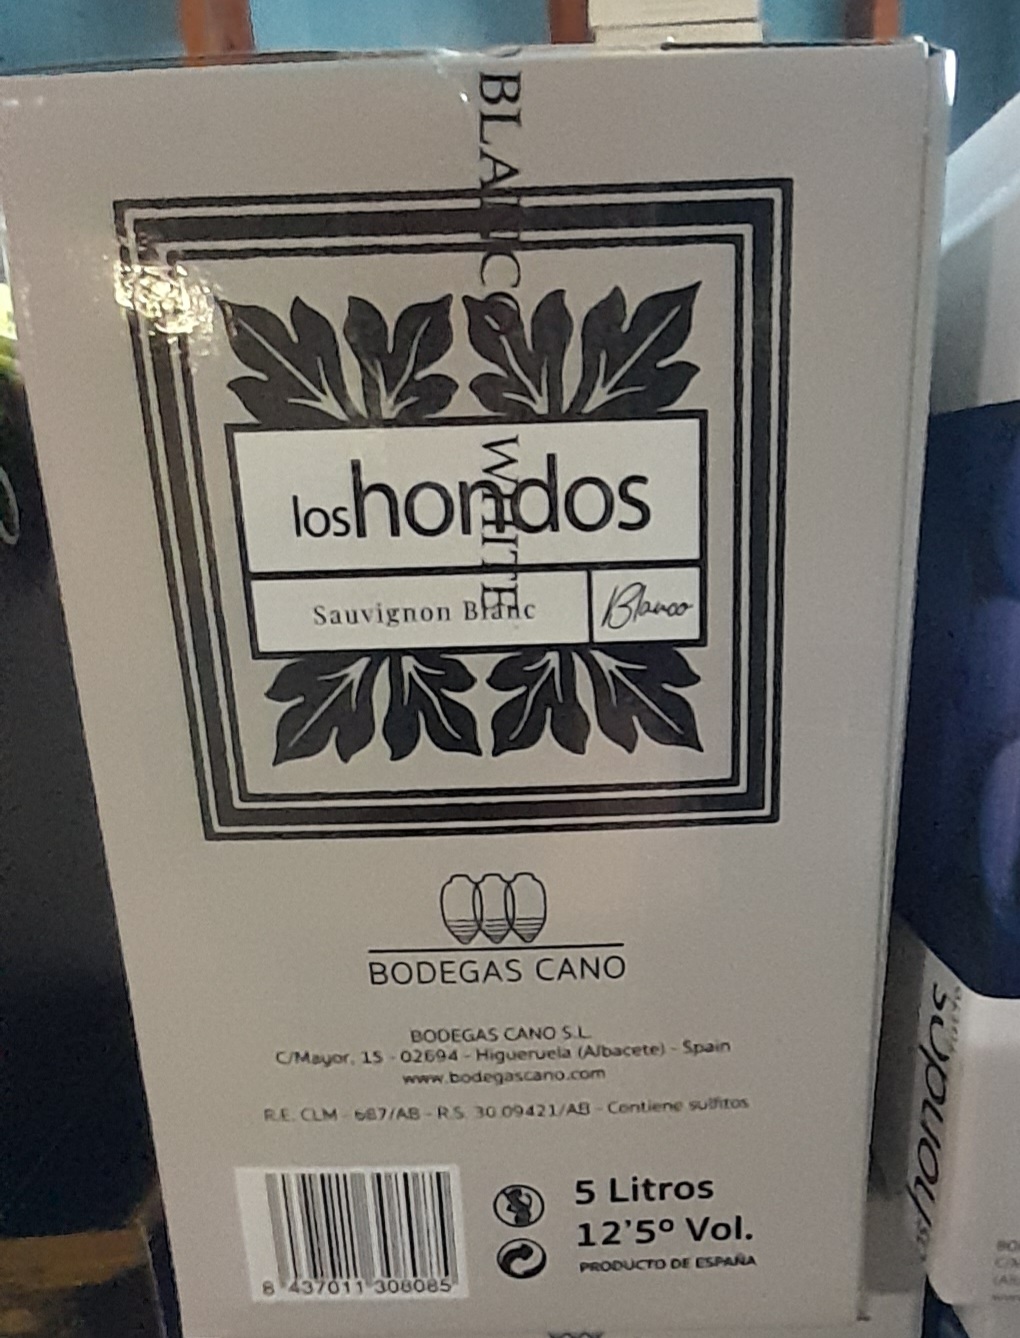 BLANCO
WHITE
loshondos
Sauvignon Blanc
Blanco
BODEGAS CANO
BODEGAS CANO S.L.
C/Mayor, 15 - 02694 - Higueruela (Albacete) - Spain
www.bodegascano.com
R.E. CLM - 687/AB - R.S. 30.09421/AB - Contiene sulfitos
8 437011 308085
5 Litros
12'5º Vol.
PRODUCTO DE ESPAÑA
loshondos